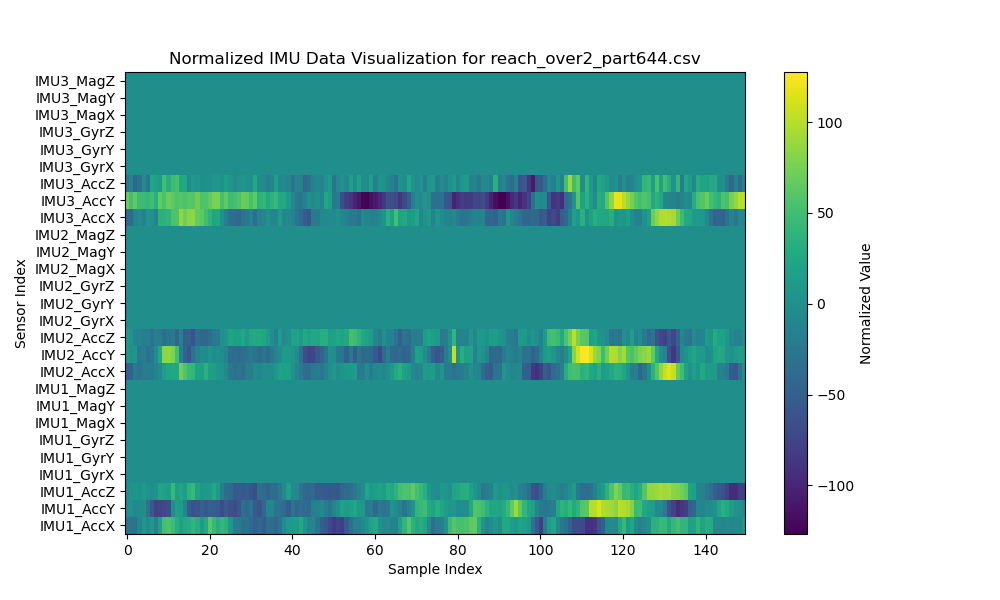 Normalized IMU Data Visualization for reach_over2_part644.csv
IMU3_MagZ
IMU3_MagY
IMU3_MagX
IMU3_GyrZ
IMU3_GyrY
IMU3_GyrX
IMU3_AccZ
IMU3_AccY
IMU3_AccX
IMU2_MagZ
IMU2_MagY
IMU2_MagX
IMU2_GyrZ
IMU2_GyrY
IMU2_GyrX
IMU2_AccZ
IMU2_AccY
IMU2_AccX
IMU1_MagZ
IMU1_MagY
IMU1_MagX
IMU1_GyrZ
IMU1_GyrY
IMU1_GyrX
IMU1_AccZ
IMU1_AccY
IMU1_AccX
Sensor Index
0 20 40 60 80 100 120 140
Sample Index
100
50
0
−50
−100
Normalized Value